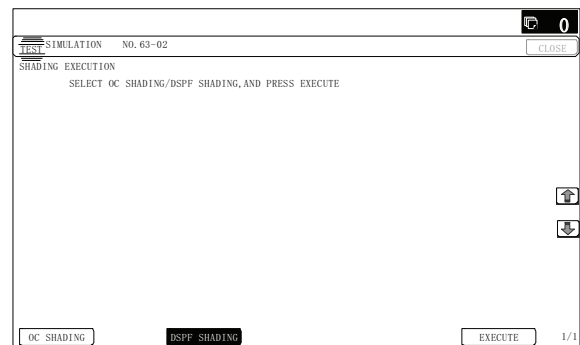 0
TEST SIMULATION NO.63-02
CLOSE
SHADING EXECUTION
SELECT OC SHADING/DSPF SHADING,AND PRESS EXECUTE
OC SHADING DSPF SHADING EXECUTE 1/1